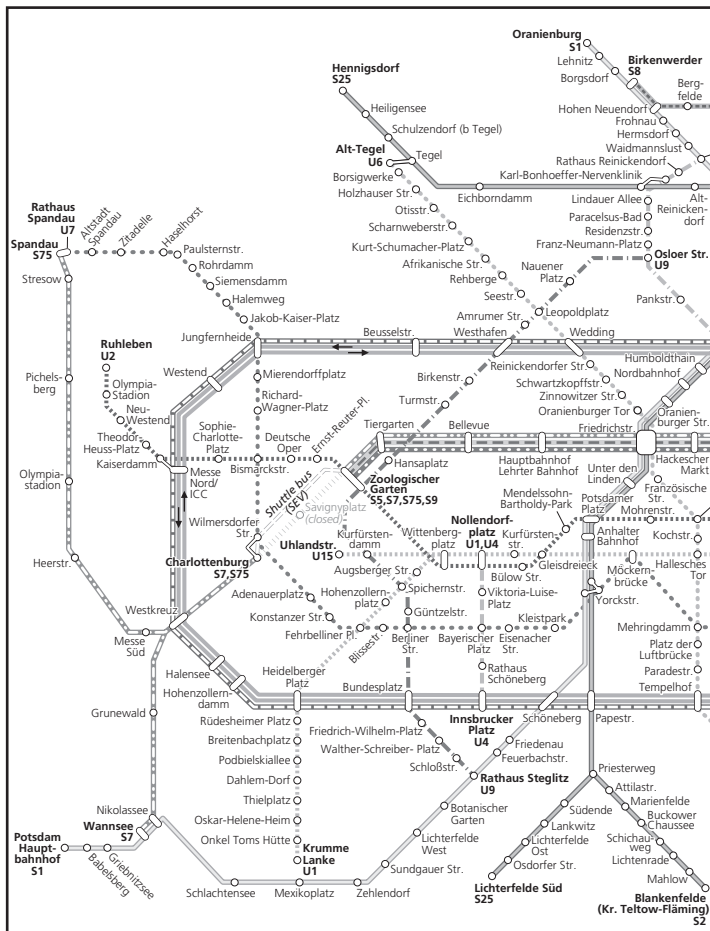 Oranienburg
S1
Lehnitz
Borgsdorf
Birkenwerder
S8
Berg-
felde
Hohen Neuendorf
Frohnau
Hermsdorf
Waidmannslust
Rathaus Reinickendorf
Karl-Bonhoeffer-Nervenklinik
Hennigsdorf
S25
Heiligensee
Schulzendorf (b Tegel)
Alt-Tegel
U6
Tegel
Borsigwerke
Holzhauser Str.
Otisstr.
Scharnweberstr.
Kurt-Schumacher-Platz
Afrikanische Str.
Rehberge
Seestr.
Eichborndamm
Lindauer Allee
Alt-
Reinicken-
dorf
Paracelsus-Bad
Residenzstr.
Franz-Neumann-Platz
Osloer Str.
U9
Nauener
Platz
Pankstr.
Leopoldplatz
Amrumer Str.
Westhafen
Wedding
Rathaus
Spandau
U7
Spandau
S75
Altstadt
Spandau
Zitadelle
Haselhorst
Paulsternstr.
Rohrdamm
Siemensdamm
Halemweg
Jakob-Kaiser-Platz
Jungfernheide
Beusselstr.
Stresow
Ruhleben
U2
Olympia-
Stadion
Neu-
Westend
Theodor-
Heuss-Platz
Kaiserdamm
Westend
Mierendorffplatz
Richard-
Wagner-Platz
Sophie-
Charlotte-
Platz
Bismarckstr.
Deutsche
Oper
Ernst-Reuter-Pl.
Birkenstr.
Turmstr.
Reinickendorfer Str.
Schwartzkopffstr.
Zinnowitzer Str.
Oranienburger Tor
Humboldthain
Nordbahnhof
Friedrichstr.
Oranien-
burger Str.
Pichels-
berg
Olympia-
stadion
Heerstr.
Messe
Nord/
ICC
Wilmersdorfer
Str.
Charlottenburg
S7,S75
Shuttle bus
(SEV)
Savignyplatz
(closed)
Tiergarten
Bellevue
Hansaplatz
Zoologischer
Garten
S5,S7,S75,S9
Hauptbahnhof
Lehrter Bahnhof
Hackescher
Markt
Unter den
Linden
Französische
Str.
Potsdamer
Platz
Mohrenstr.
Mendelssohn-
Bartholdy-Park
Anhalter
Bahnhof
Kochstr.
Uhlandstr.
U15
Kurfürsten-
damm
Wittenberg-
platz
Nollendorf-
platz
U1,U4
Kurfürsten-
str.
Gleisdreieck
Möckern-
brücke
Hallesches
Tor
Augsberger Str.
Spichernstr.
Bülow Str.
Viktoria-Luise-
Platz
Yorckstr.
Adenauerplatz
Hohenzollern-
platz
Güntzelstr.
Kleistpark
Mehringdamm
Westkreuz
Konstanzer Str.
Fehrbelliner Pl.
Blissestr.
Berliner
Str.
Bayerischer
Platz
Eisenacher
Str.
Platz der
Luftbrücke
Paradestr.
Messe
Süd
Halensee
Hohenzollern-
damm
Heidelberger
Platz
Bundesplatz
Rathaus
Schöneberg
Tempelhof
Grunewald
Rüdesheimer Platz
Breitenbachplatz
Podbielskiallee
Dahlem-Dorf
Thielplatz
Oskar-Helene-Heim
Onkel Toms Hütte
Krumme
Lanke
U1
Friedrich-Wilhelm-Platz
Walther-Schreiber- Platz
Schloßstr.
Innsbrucker
Platz
U4
Schöneberg
Papestr.
Friedenau
Feuerbachstr.
Rathaus Steglitz
U9
Botanischer
Garten
Lichterfelde
West
Sundgauer Str.
Priesterweg
Attilastr.
Marienfelde
Buckower
Chaussee
Schichau-
weg
Lichtenrade
Mahlow
Blankenfelde
(Kr. Teltow-Fläming)
S2
Südende
Lankwitz
Lichterfelde
Ost
Osdorfer Str.
Lichterfelde Süd
S25
Nikolassee
Wannsee
S7
Potsdam
Haupt-
bahnhof
S1
Babelsberg
Griebnitzsee
Schlachtensee
Mexikoplatz
Zehlendorf